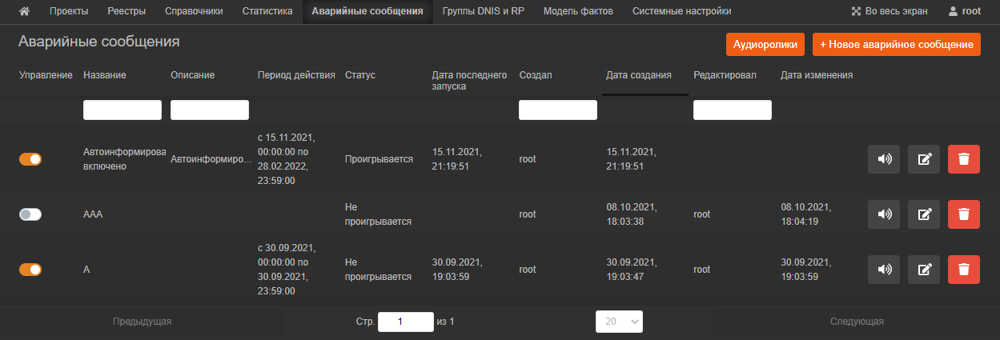 Проекты Реестры Справочники Статистика Аварийные сообщения Группы DNIS и RP Модель фактов Системные настройки Во весь экран root
Аварийные сообщения Аудиоролики + Новое аварийное сообщение
Управление Название Описание Период действия Статус Дата последнего запуска Создал Дата создания Редактировал Дата изменения
Автоинформирова
включено
Автоинформиро...
с 15.11.2021,
00:00:00 по
28.02.2022,
23:59:00
Проигрывается
15.11.2021,
21:19:51
root
15.11.2021,
21:19:51
ААА
Не
проигрывается
root
08.10.2021,
18:03:38
root
08.10.2021,
18:04:19
А
с 30.09.2021,
00:00:00 по
30.09.2021,
23:59:00
Не
проигрывается
30.09.2021,
19:03:59
root
30.09.2021,
19:03:47
root
30.09.2021,
19:03:59
Предыдущая Стр. 1 из 1 20 Следующая